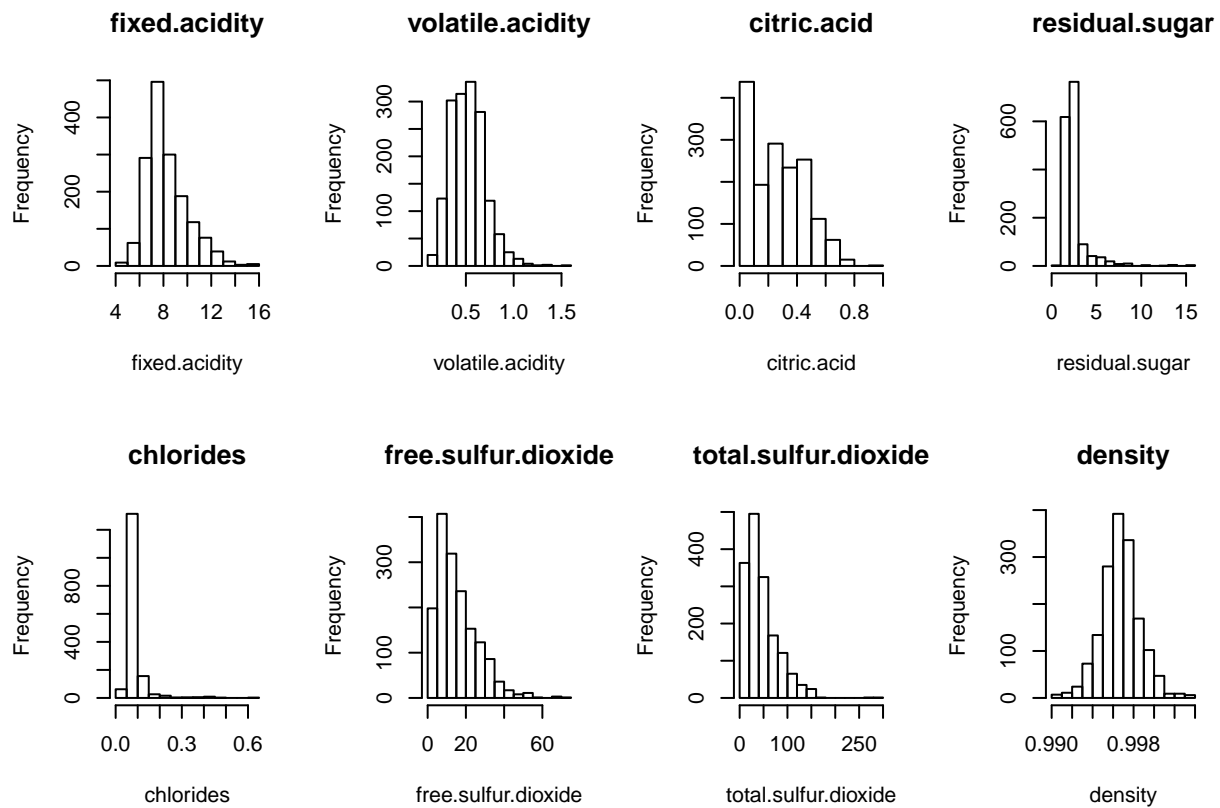 fixed.acidity
Frequency
0 200 400
4 8 12 16
fixed.acidity
volatile.acidity
Frequency
0 100 300
0.5 1.0 1.5
volatile.acidity
citric.acid
Frequency
0 100 300
0.0 0.4 0.8
citric.acid
residual.sugar
Frequency
0 200 600
0 5 10 15
residual.sugar
chlorides
Frequency
0 400 800
0.0 0.3 0.6
chlorides
free.sulfur.dioxide
Frequency
0 100 300
0 20 60
free.sulfur.dioxide
total.sulfur.dioxide
Frequency
0 200 400
0 100 250
total.sulfur.dioxide
density
Frequency
0 100 300
0.990 0.998
density